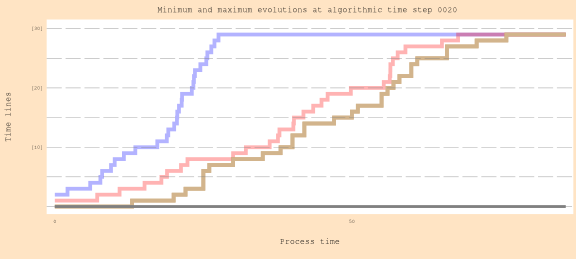 Minimum and maximum evolutions at algorithmic time step 0020
[30]
[20]
[10]
Time lines
0
50
Process time